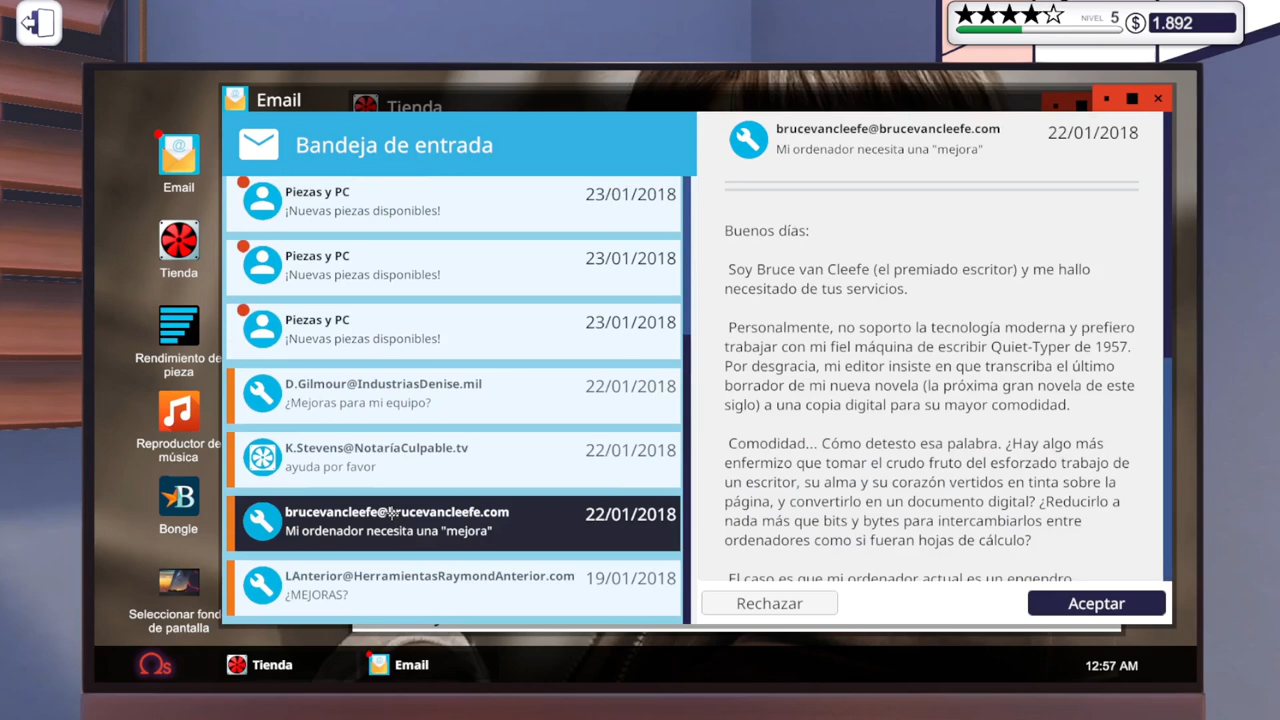 NIVEL 5
$ 1.892
Email
Tienda
Bandeja de entrada
Piezas y PC
23/01/2018
¡Nuevas piezas disponibles!
Piezas y PC
23/01/2018
¡Nuevas piezas disponibles!
Piezas y PC
23/01/2018
¡Nuevas piezas disponibles!
D.Gilmour@IndustriasDenise.mil
22/01/2018
¿Mejoras para mi equipo?
K.Stevens@NotaríaCulpable.tv
22/01/2018
ayuda por favor
brucevancleefe@brucevancleefe.com
22/01/2018
Mi ordenador necesita una "mejora"
LAnterior@HerramientasRaymondAnterior.com
19/01/2018
¿MEJORAS?
brucevancleefe@brucevancleefe.com
22/01/2018
Mi ordenador necesita una "mejora"
Buenos días:
Soy Bruce van Cleefe (el premiado escritor) y me hallo
necesitado de tus servicios.
Personalmente, no soporto la tecnología moderna y prefiero
trabajar con mi fiel máquina de escribir Quiet-Typer de 1957.
Por desgracia, mi editor insiste en que transcriba el último
borrador de mi nueva novela (la próxima gran novela de este
siglo) a una copia digital para su mayor comodidad.
Comodidad... Cómo detesto esa palabra. ¿Hay algo más
enfermizo que tomar el crudo fruto del esforzado trabajo de
un escritor, su alma y su corazón vertidos en tinta sobre la
página, y convertirlo en un documento digital? ¿Reducirlo a
nada más que bits y bytes para intercambiarlos entre
ordenadores como si fueran hojas de cálculo?
El caso es que mi ordenador actual es un engendro
Rechazar
Aceptar
Email
Tienda
Rendimiento de
pieza
Reproductor de
música
B
Bongle
Seleccionar fond
de pantalla
Ωs
Tienda
Email
12:57 AM